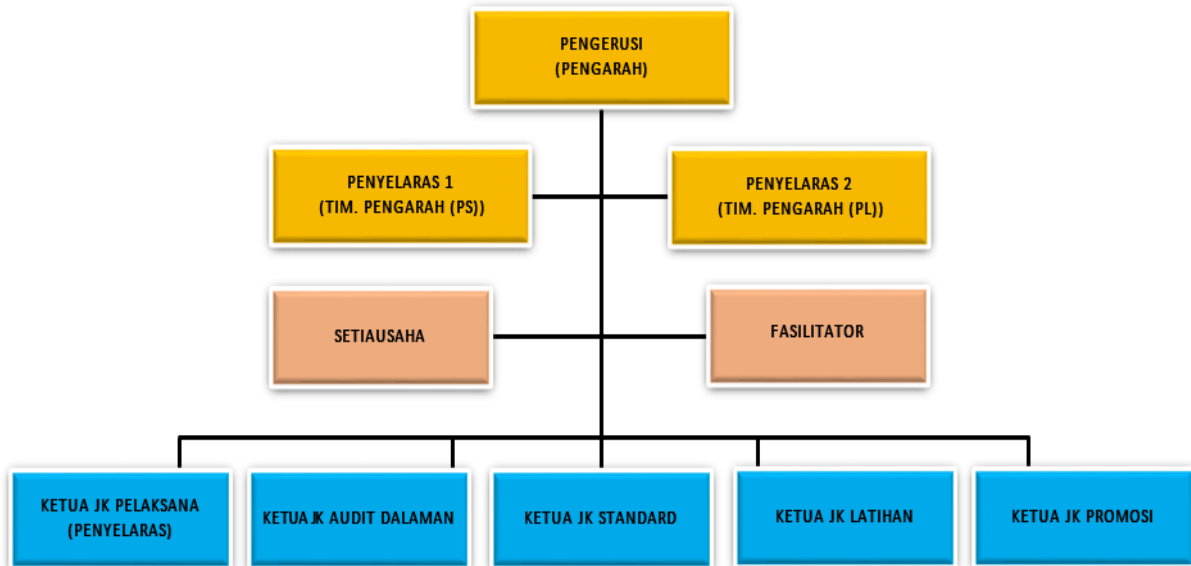 PENGERUSI
(PENGARAH)
PENYELARAS 1
(TIM. PENGARAH (PS))
PENYELARAS 2
(TIM. PENGARAH (PL))
SETIAUSAHA
FASILITATOR
KETUA JK PELAKSANA
(PENYELARAS)
KETUA JK AUDIT DALAMAN
KETUA JK STANDARD
KETUA JK LATIHAN
KETUA JK PROMOSI